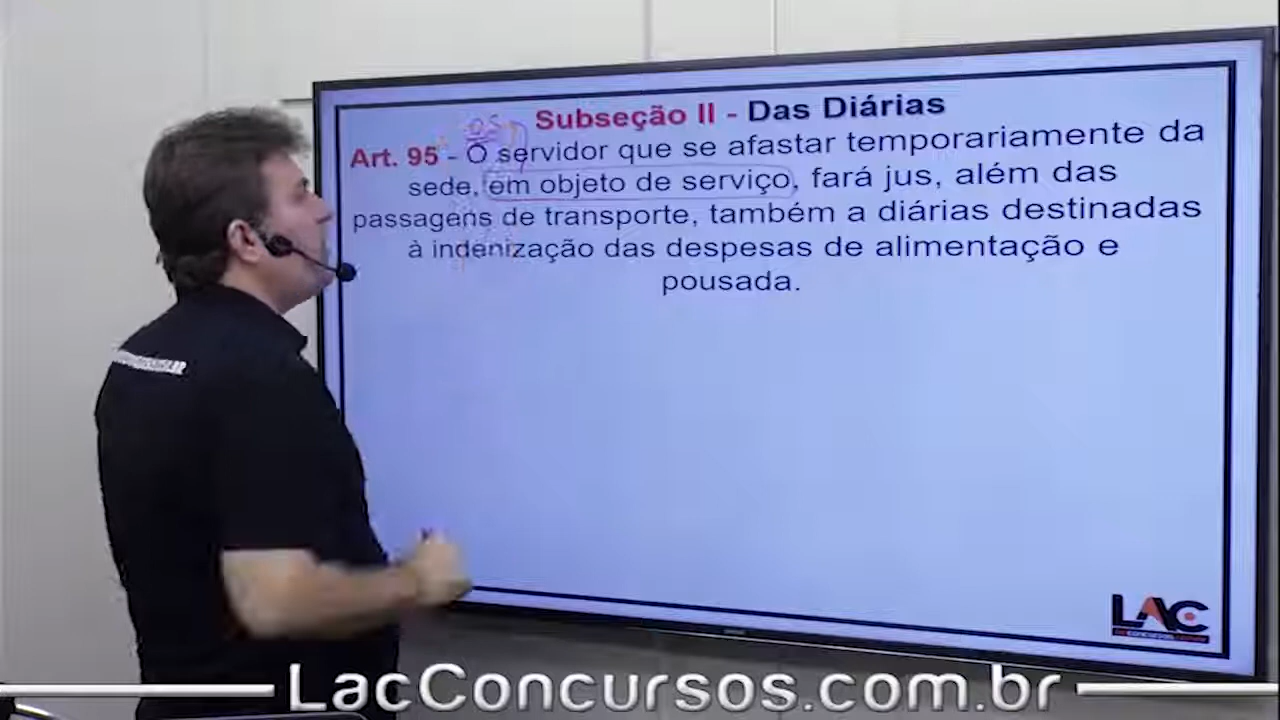 Subseção II - Das Diárias
Art. 95 - O servidor que se afastar temporariamente da
sede, em objeto de serviço, fará jus, além das
passagens de transporte, também a diárias destinadas
à indenização das despesas de alimentação e
pousada.
LAC
LacConcursos.com.br